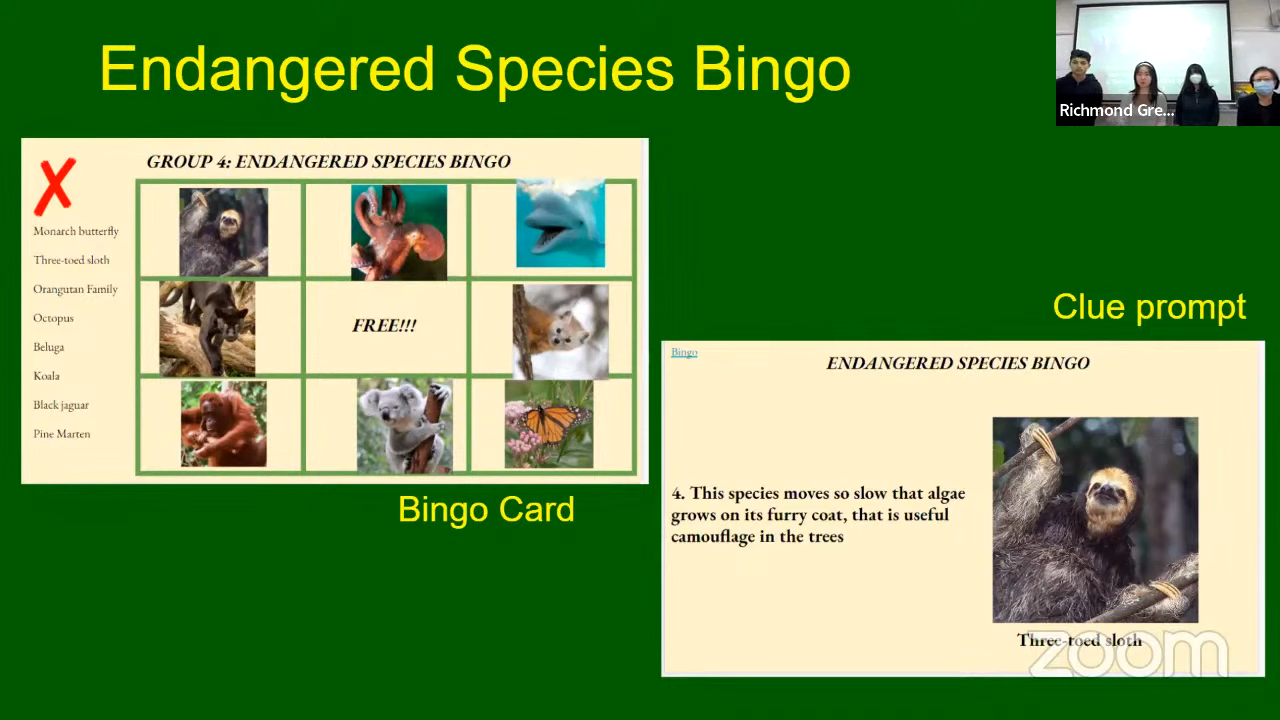 Endangered Species Bingo
Richmond Gre...
GROUP 4: ENDANGERED SPECIES BINGO
Monarch butterfly
Three-toed sloth
Orangutan Family
Octopus
Beluga
Koala
Black jaguar
Pine Marten
FREE!!!
Bingo Card
Clue prompt
Bingo
ENDANGERED SPECIES BINGO
4. This species moves so slow that algae
grows on its furry coat, that is useful
camouflage in the trees
Three-toed sloth
zoom